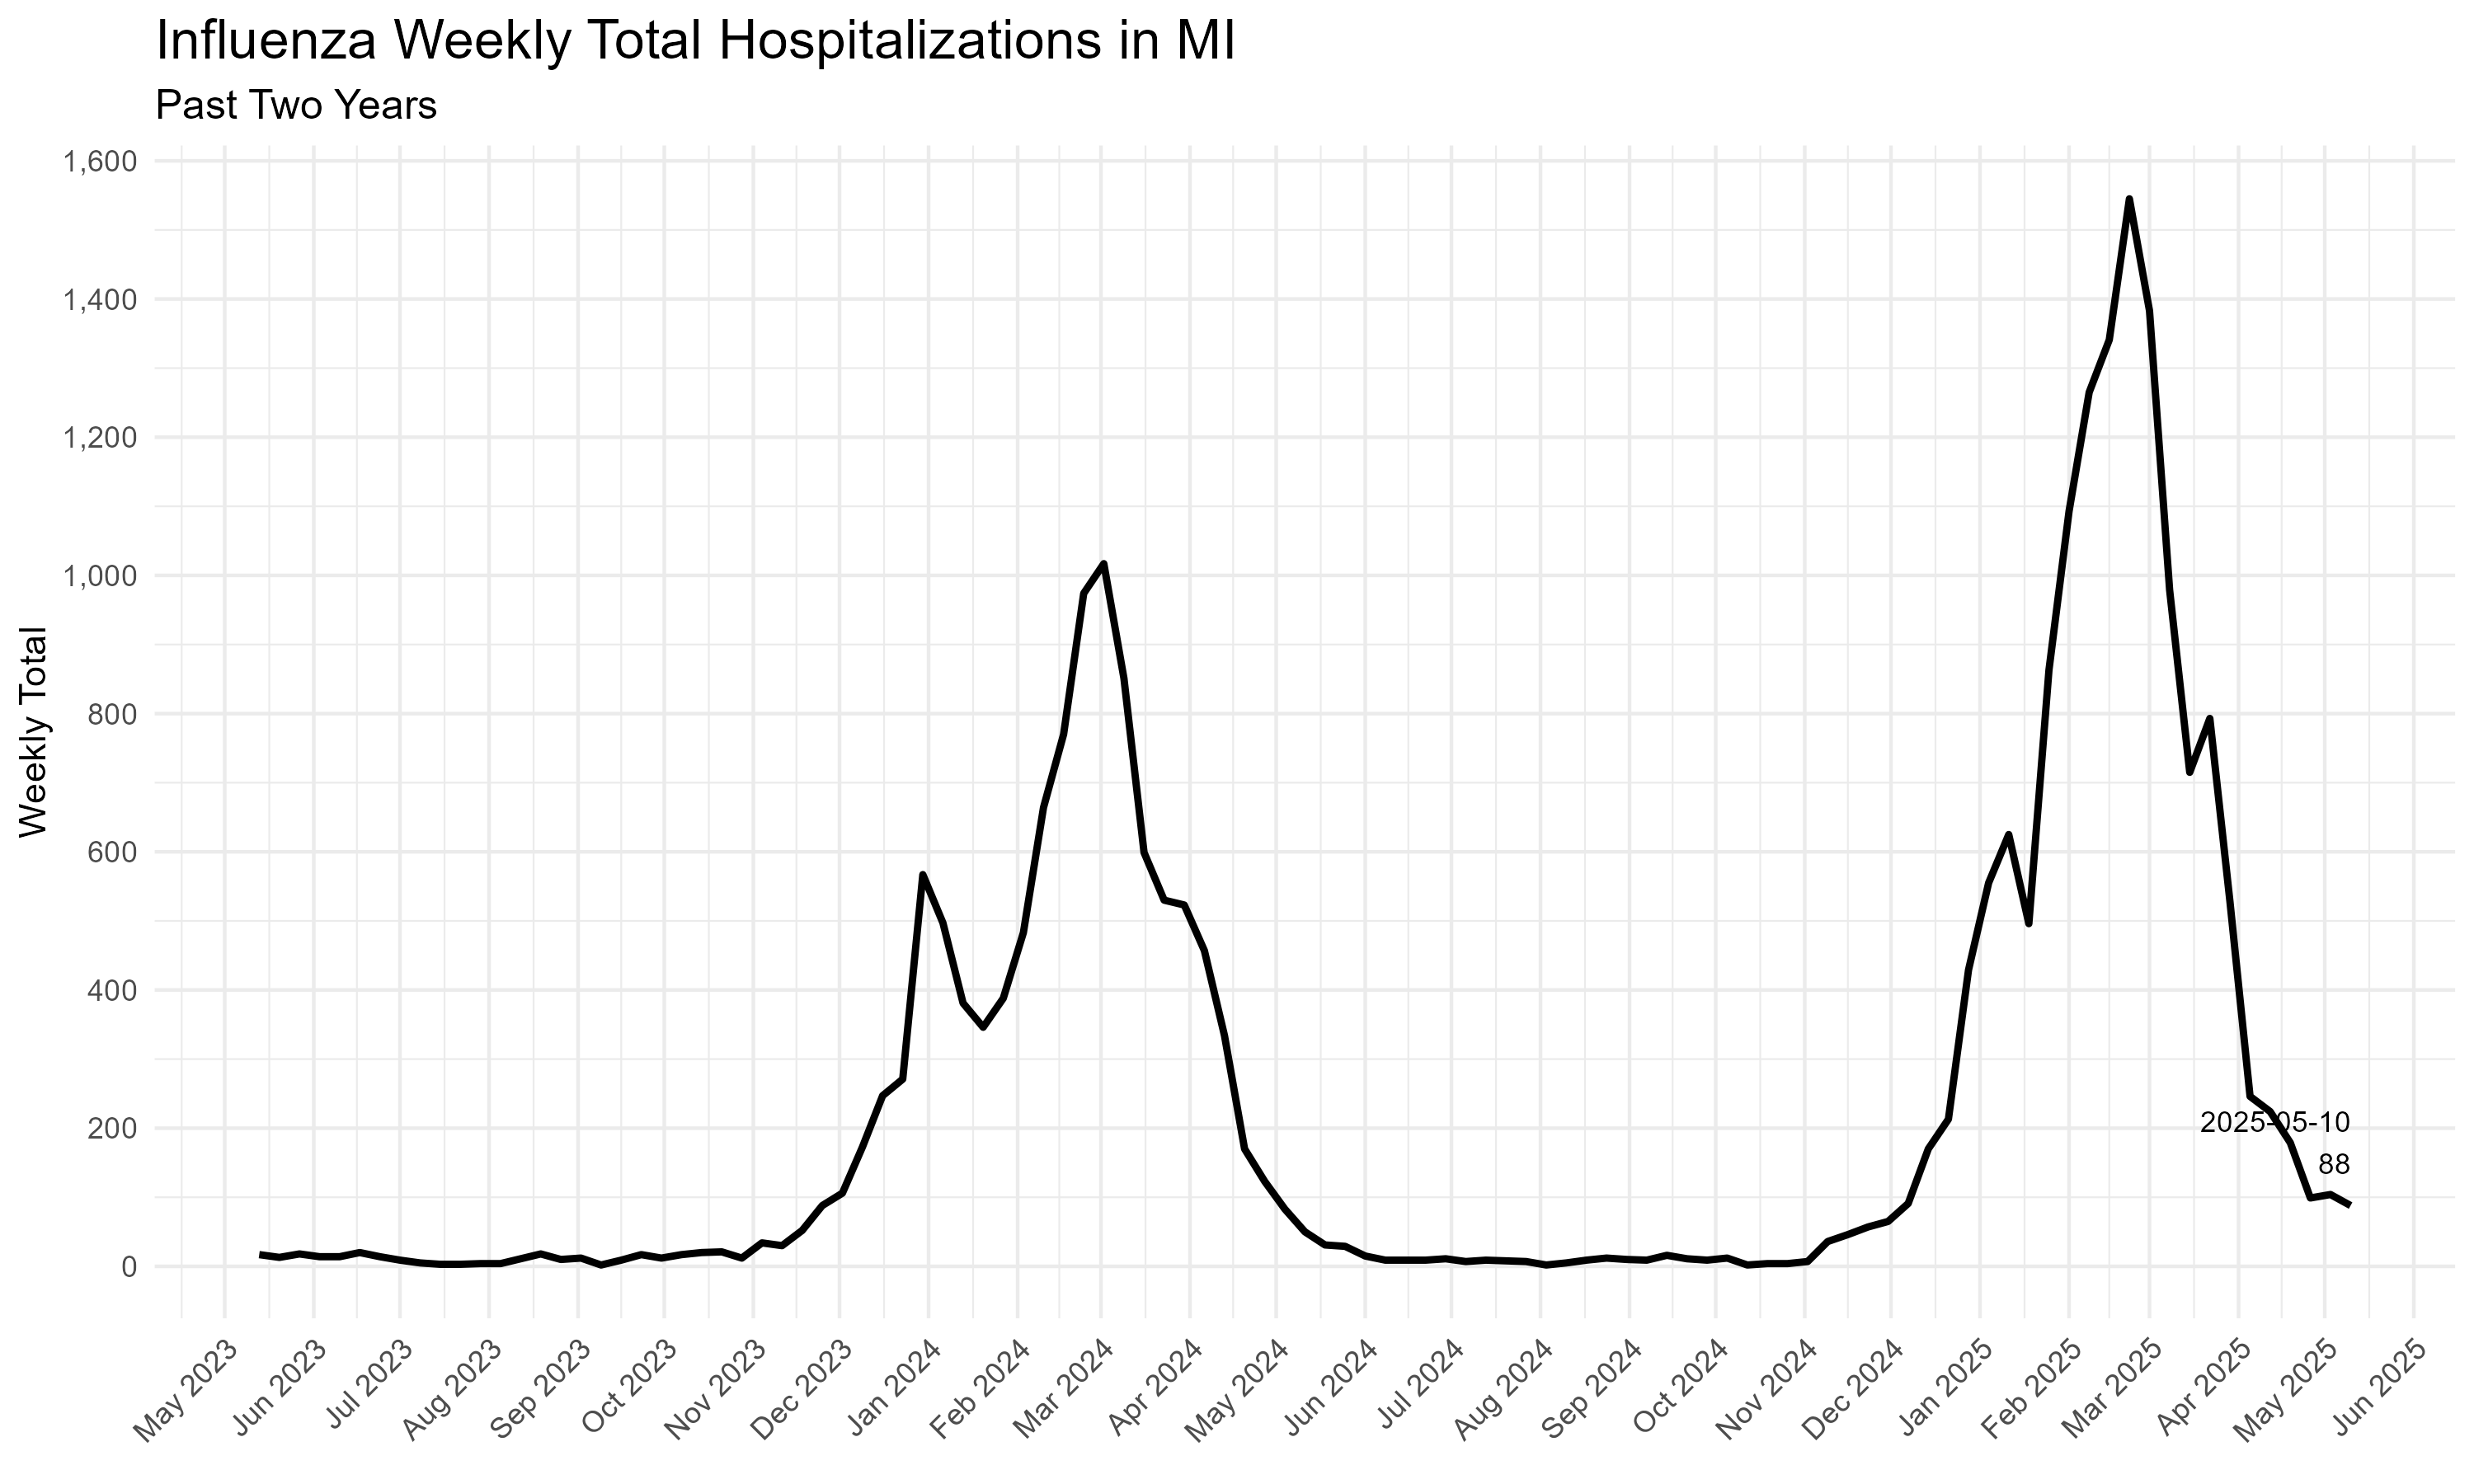 Influenza Weekly Total Hospitalizations in MI
Past Two Years
Weekly Total
1,600
1,400
1,200
1,000
800
600
400
200
0
2025-05-10
88
May 2023
Jun 2023
Jul 2023
Aug 2023
Sep 2023
Oct 2023
Nov 2023
Dec 2023
Jan 2024
Feb 2024
Mar 2024
Apr 2024
May 2024
Jun 2024
Jul 2024
Aug 2024
Sep 2024
Oct 2024
Nov 2024
Dec 2024
Jan 2025
Feb 2025
Mar 2025
Apr 2025
May 2025
Jun 2025